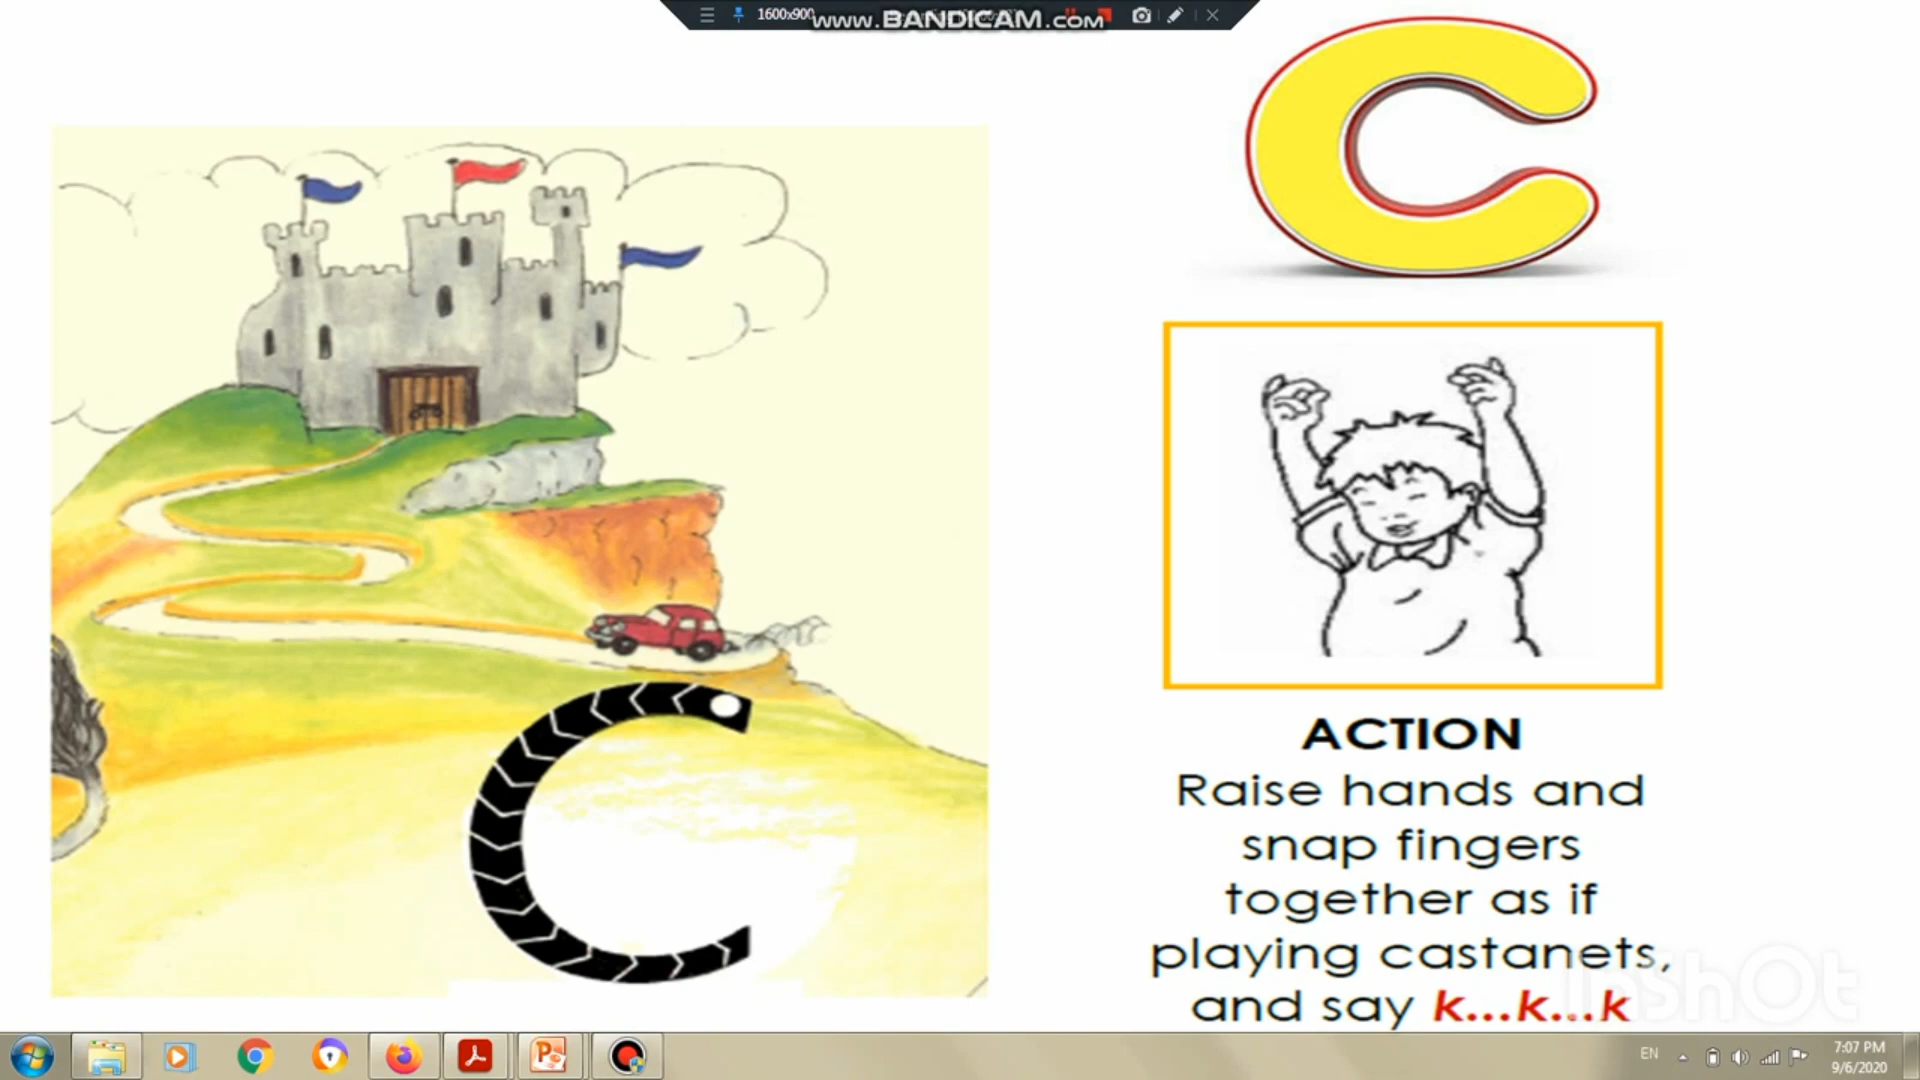 1600x900
www.BANDICAM.com
c
c
ACTION
Raise hands and
snap fingers
together as if
playing castanets,
and say k...k...k
InShOt
EN
7:07 PM
9/6/2020